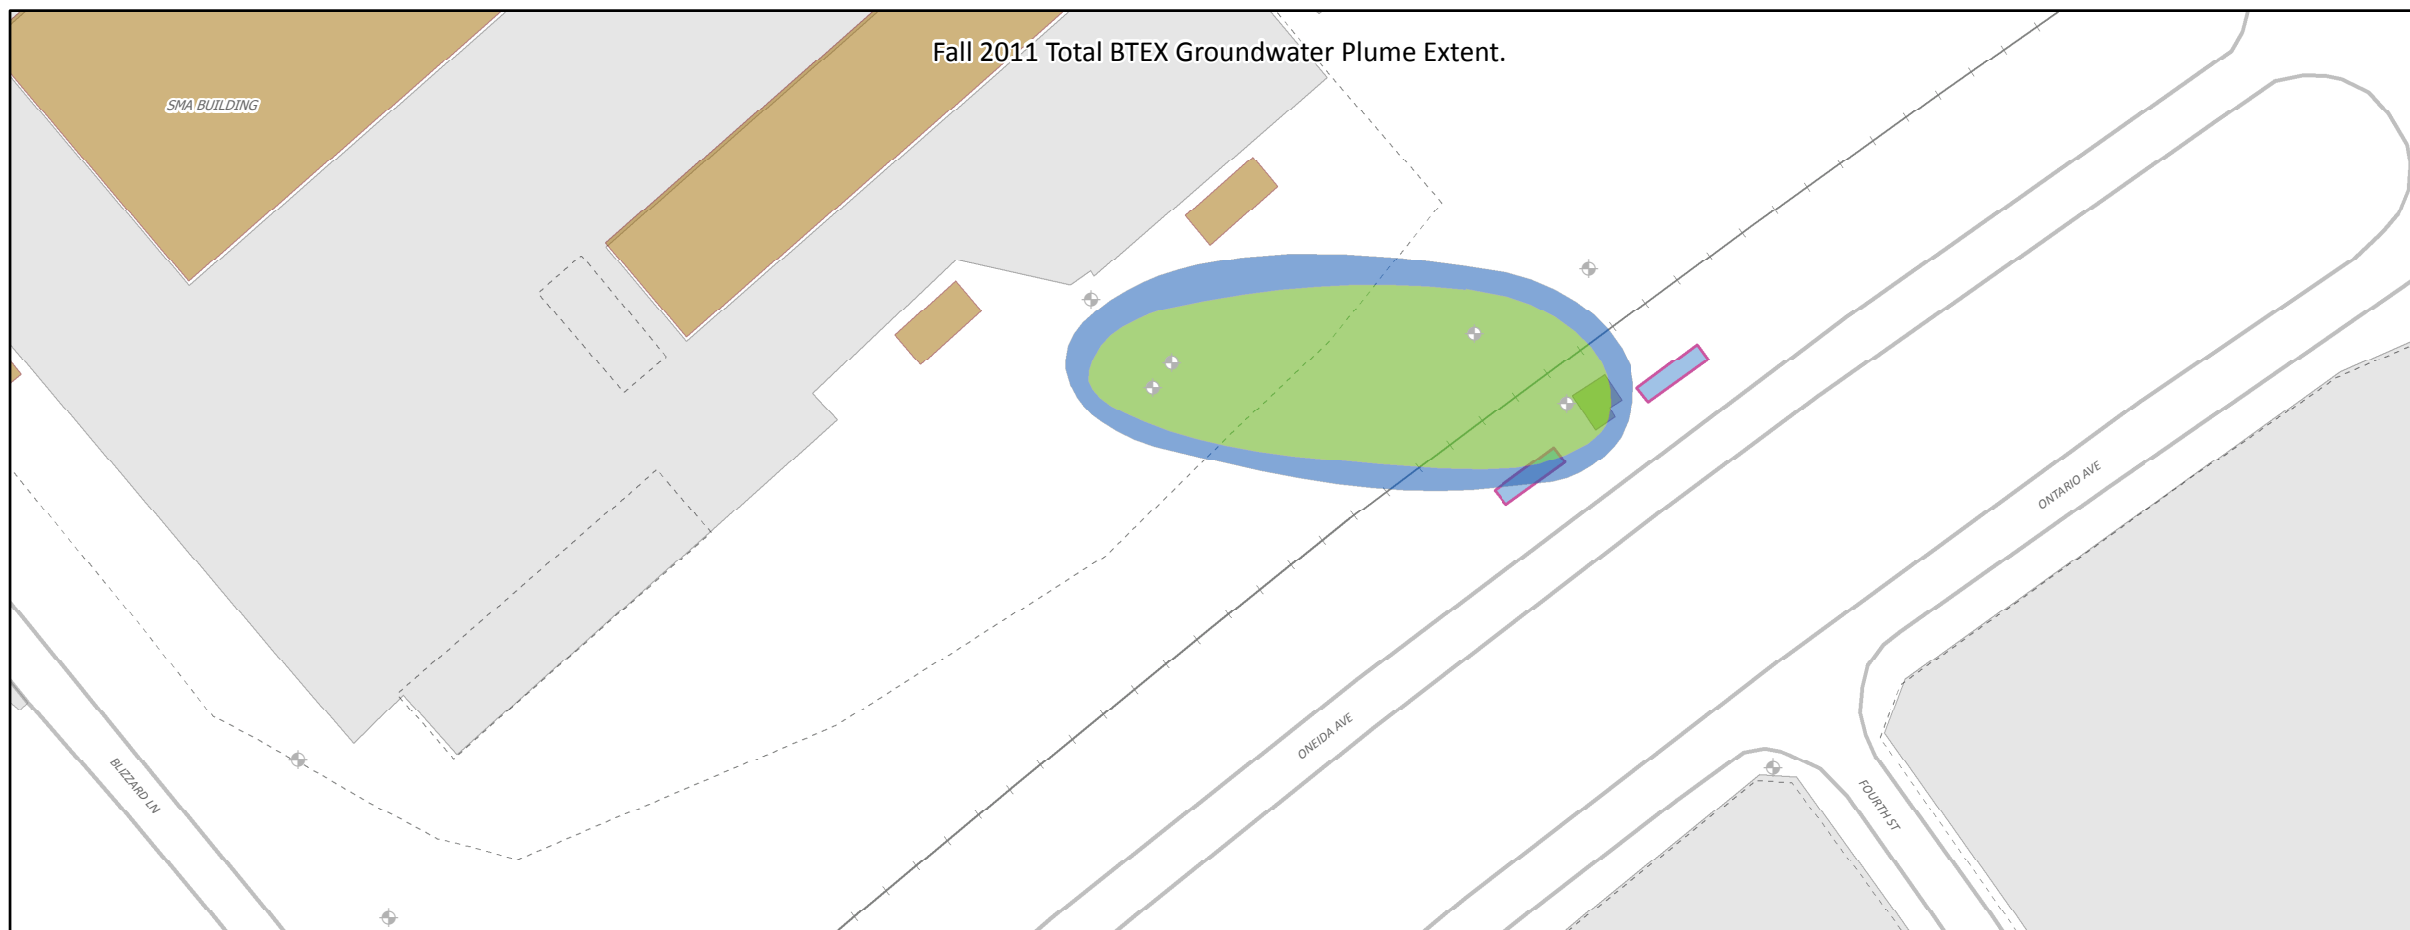 Fall 2011 Total BTEX Groundwater Plume Extent.
SMA BUILDING
ONTARIO AVE
ONEIDA AVE
BLIZZARD LN
FOURTH ST